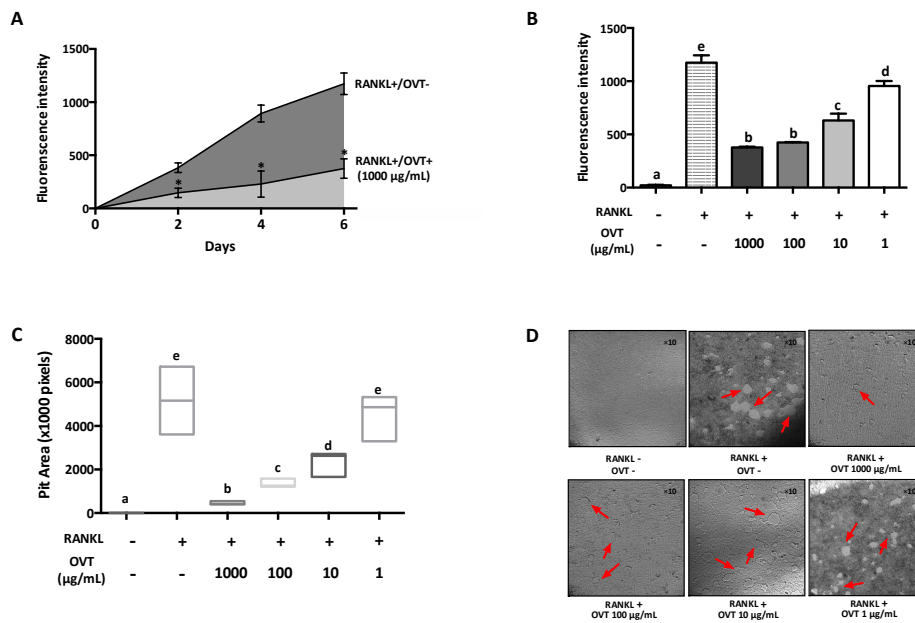 A
Fluorenscence intensity
1500
1000
500
0
0 2 4 6
Days
RANKL+/OVT-
RANKL+/OVT+
(1000 µg/mL)
* * *
B
Fluorenscence intensity
1500
1000
500
0
a e b b c d
RANKL - + + + + +
OVT
(µg/mL) - - 1000 100 10 1
C
Pit Area (x1000 pixels)
8000
6000
4000
2000
0
a e b c d e
RANKL - + + + + +
OVT
(µg/mL) - - 1000 100 10 1
D
×10 ×10 ×10
RANKL - RANKL + RANKL +
OVT - OVT - OVT 1000 µg/mL
×10 ×10 ×10
RANKL + RANKL + RANKL +
OVT 100 µg/mL OVT 10 µg/mL OVT 1 µg/mL